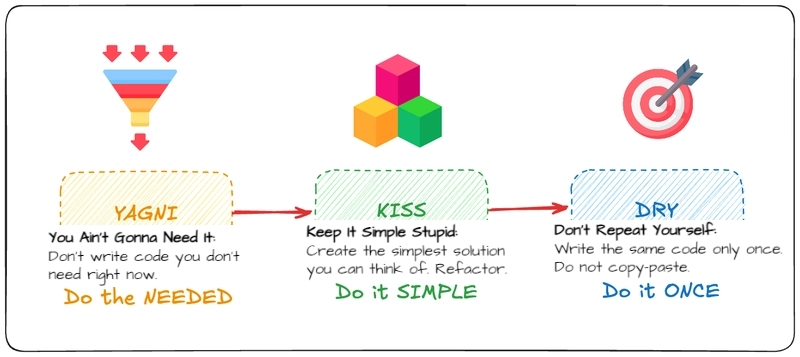 YAGNI
You Ain't Gonna Need It:
Don't write code you don't
need right now.
Do the NEEDED
KISS
Keep It Simple Stupid:
Create the simplest solution
you can think of. Refactor.
Do it SIMPLE
DRY
Don't Repeat Yourself:
Write the same code only once.
Do not copy-paste.
Do it ONCE